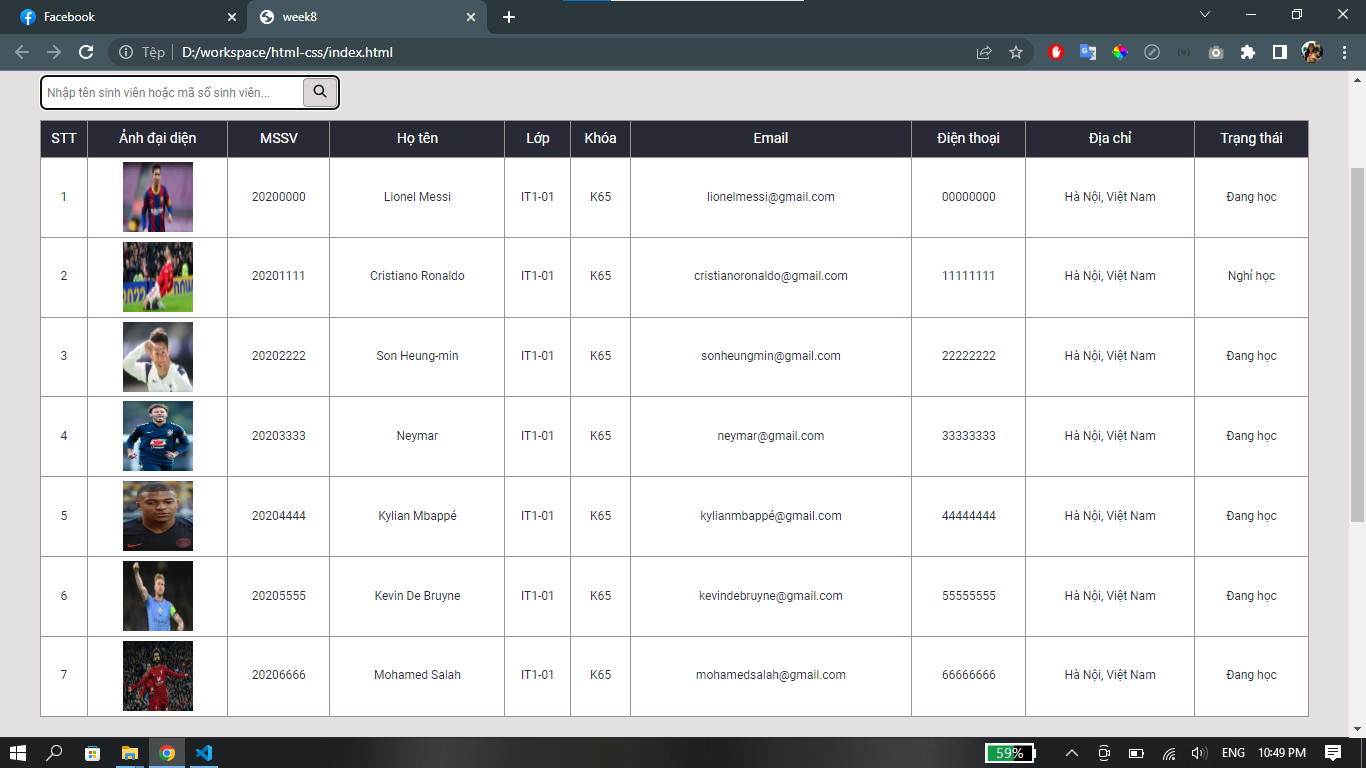 Facebook
week8
Tệp D:/workspace/html-css/index.html
Nhập tên sinh viên hoặc mã số sinh viên...
STT Ảnh đại diện MSSV Họ tên Lớp Khóa Email Điện thoại Địa chỉ Trạng thái
1 20200000 Lionel Messi IT1-01 K65 lionelmessi@gmail.com 00000000 Hà Nội, Việt Nam Đang học
2 20201111 Cristiano Ronaldo IT1-01 K65 cristianoronaldo@gmail.com 11111111 Hà Nội, Việt Nam Nghỉ học
3 20202222 Son Heung-min IT1-01 K65 sonheungmin@gmail.com 22222222 Hà Nội, Việt Nam Đang học
4 20203333 Neymar IT1-01 K65 neymar@gmail.com 33333333 Hà Nội, Việt Nam Đang học
5 20204444 Kylian Mbappé IT1-01 K65 kylianmbappé@gmail.com 44444444 Hà Nội, Việt Nam Đang học
6 20205555 Kevin De Bruyne IT1-01 K65 kevindebruyne@gmail.com 55555555 Hà Nội, Việt Nam Đang học
7 20206666 Mohamed Salah IT1-01 K65 mohamedsalah@gmail.com 66666666 Hà Nội, Việt Nam Đang học
59% ENG 10:49 PM